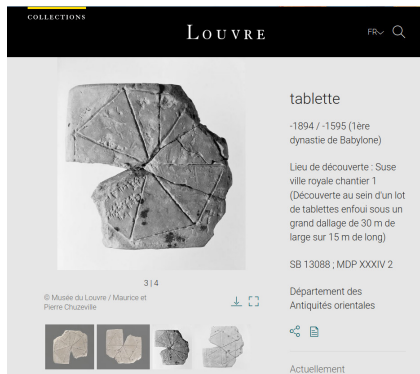 COLLECTIONS
LOUVRE
FR
tablette
-1894 / -1595 (1ère
dynastie de Babylone)
Lieu de découverte : Suse
ville royale chantier 1
(Découverte au sein d'un lot
de tablettes enfoui sous un
grand dallage de 30 m de
large sur 15 m de long)
SB 13088 ; MDP XXXIV 2
Département des
Antiquités orientales
Actuellement
3 | 4
© Musée du Louvre / Maurice et
Pierre Chuzeville